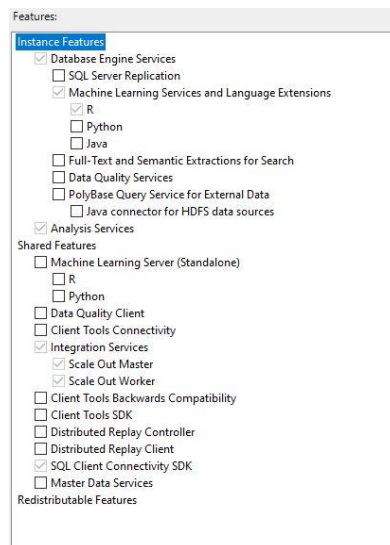 Features:
Instance Features
Database Engine Services
SQL Server Replication
Machine Learning Services and Language Extensions
R
Python
Java
Full-Text and Semantic Extractions for Search
Data Quality Services
PolyBase Query Service for External Data
Java connector for HDFS data sources
Analysis Services
Shared Features
Machine Learning Server (Standalone)
R
Python
Data Quality Client
Client Tools Connectivity
Integration Services
Scale Out Master
Scale Out Worker
Client Tools Backwards Compatibility
Client Tools SDK
Distributed Replay Controller
Distributed Replay Client
SQL Client Connectivity SDK
Master Data Services
Redistributable Features